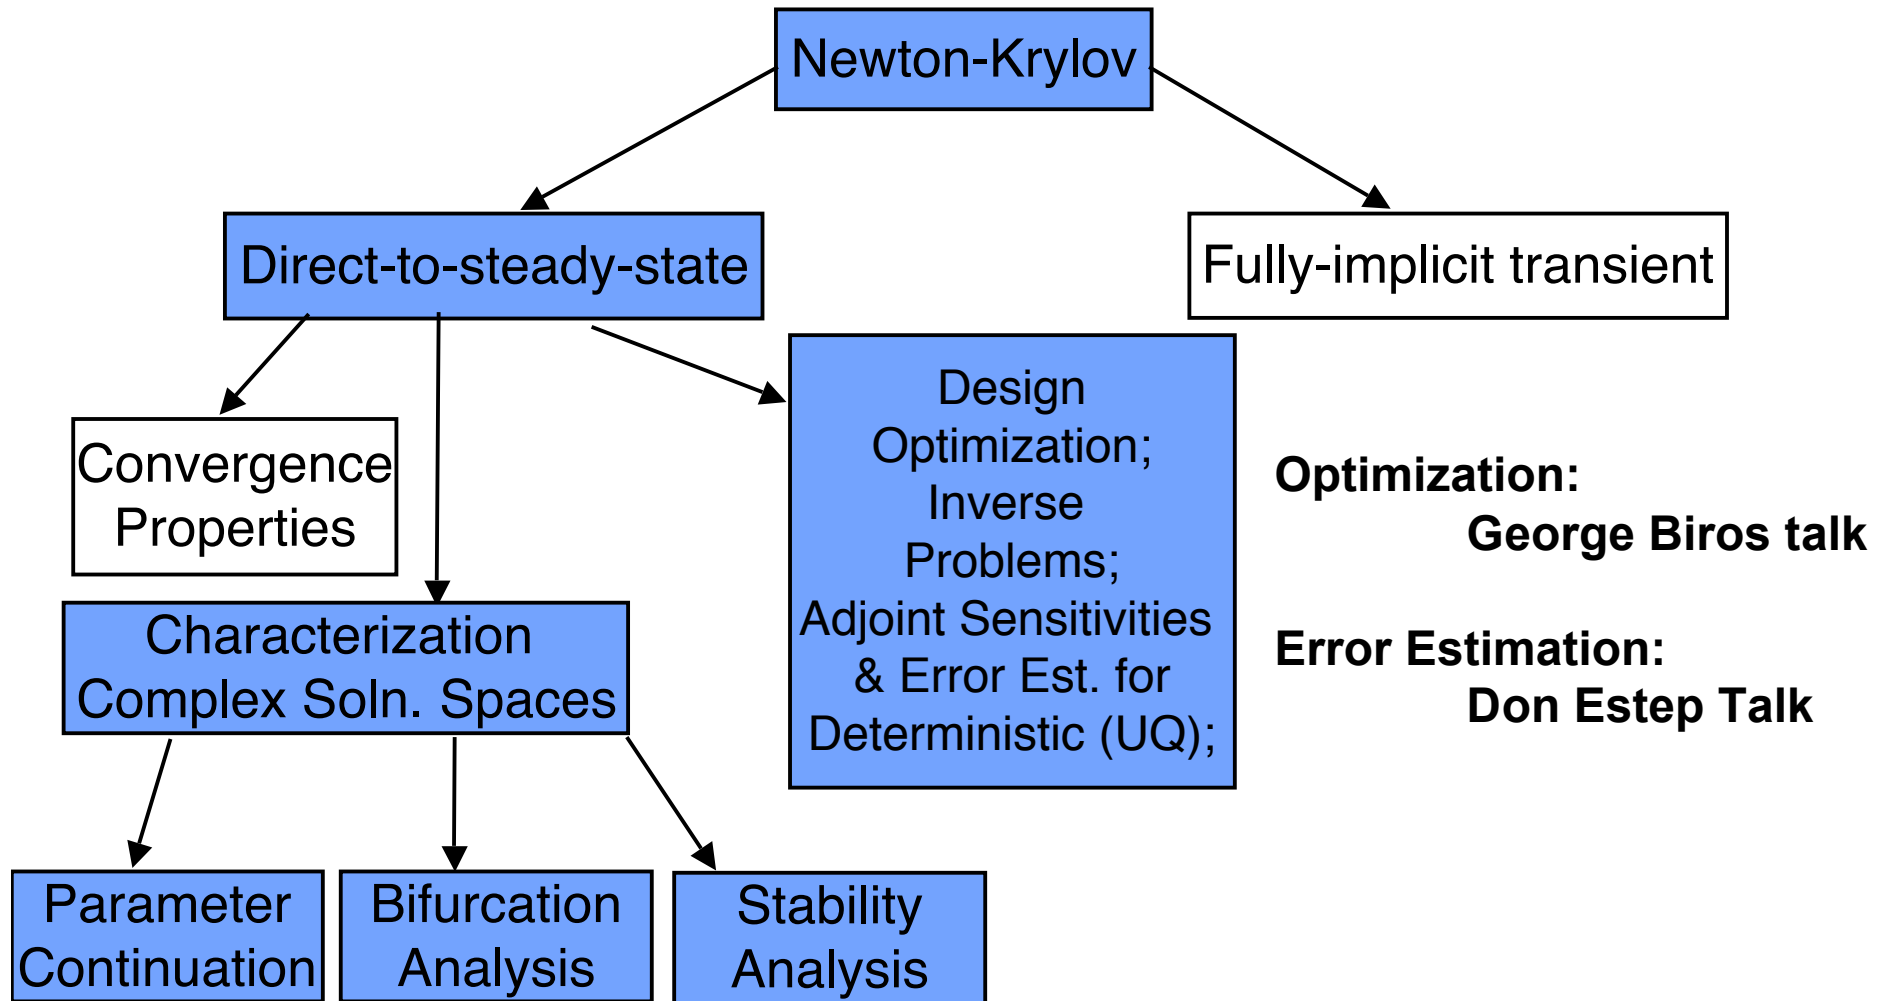 Newton-Krylov
Direct-to-steady-state
Fully-implicit transient
Convergence
Properties
Design
Optimization;
Inverse
Problems;
Adjoint Sensitivities
& Error Est. for
Deterministic (UQ);
Optimization:
George Biros talk
Error Estimation:
Don Estep Talk
Characterization
Complex Soln. Spaces
Parameter
Continuation
Bifurcation
Analysis
Stability
Analysis